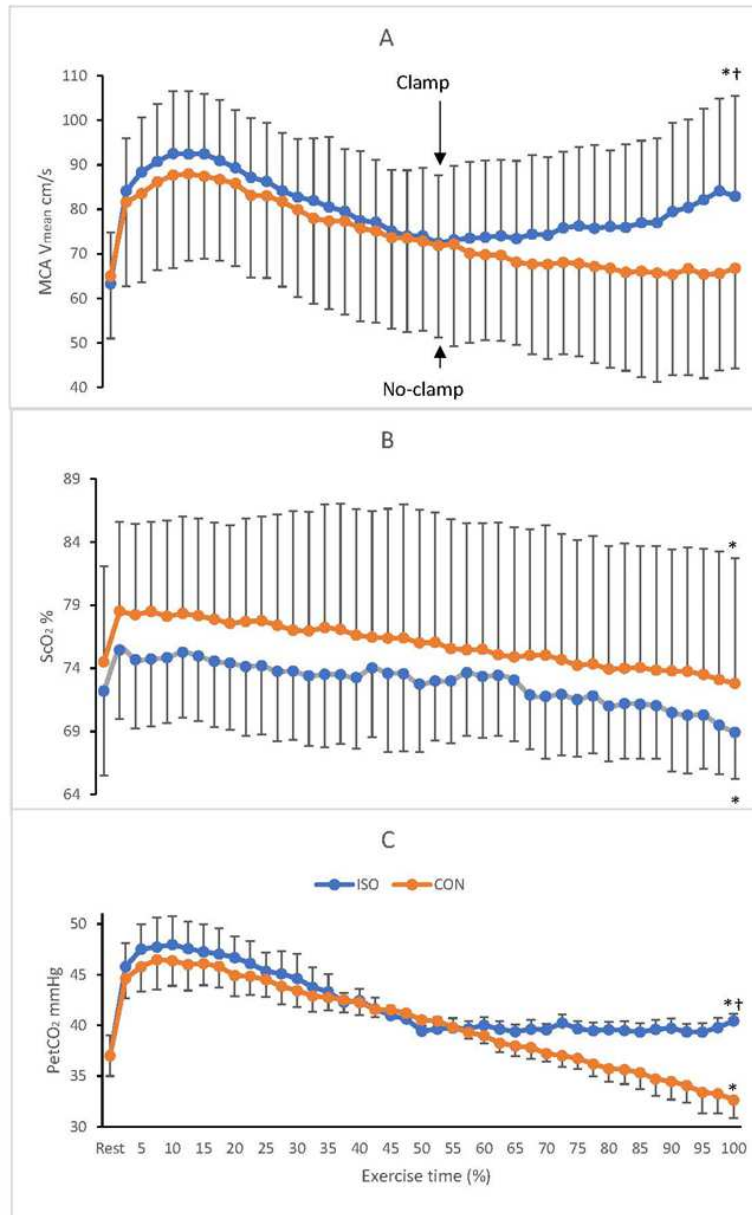 A
*†
110
100
90
80
70
60
50
40
MCA Vmean cm/s
Clamp
No-clamp
B
89
84
79
74
69
64
ScO2 %
*
*
C
ISO CON
50
45
40
35
30
PetCO2 mmHg
*†
*
Rest 5 10 15 20 25 30 35 40 45 50 55 60 65 70 75 80 85 90 95 100
Exercise time (%)